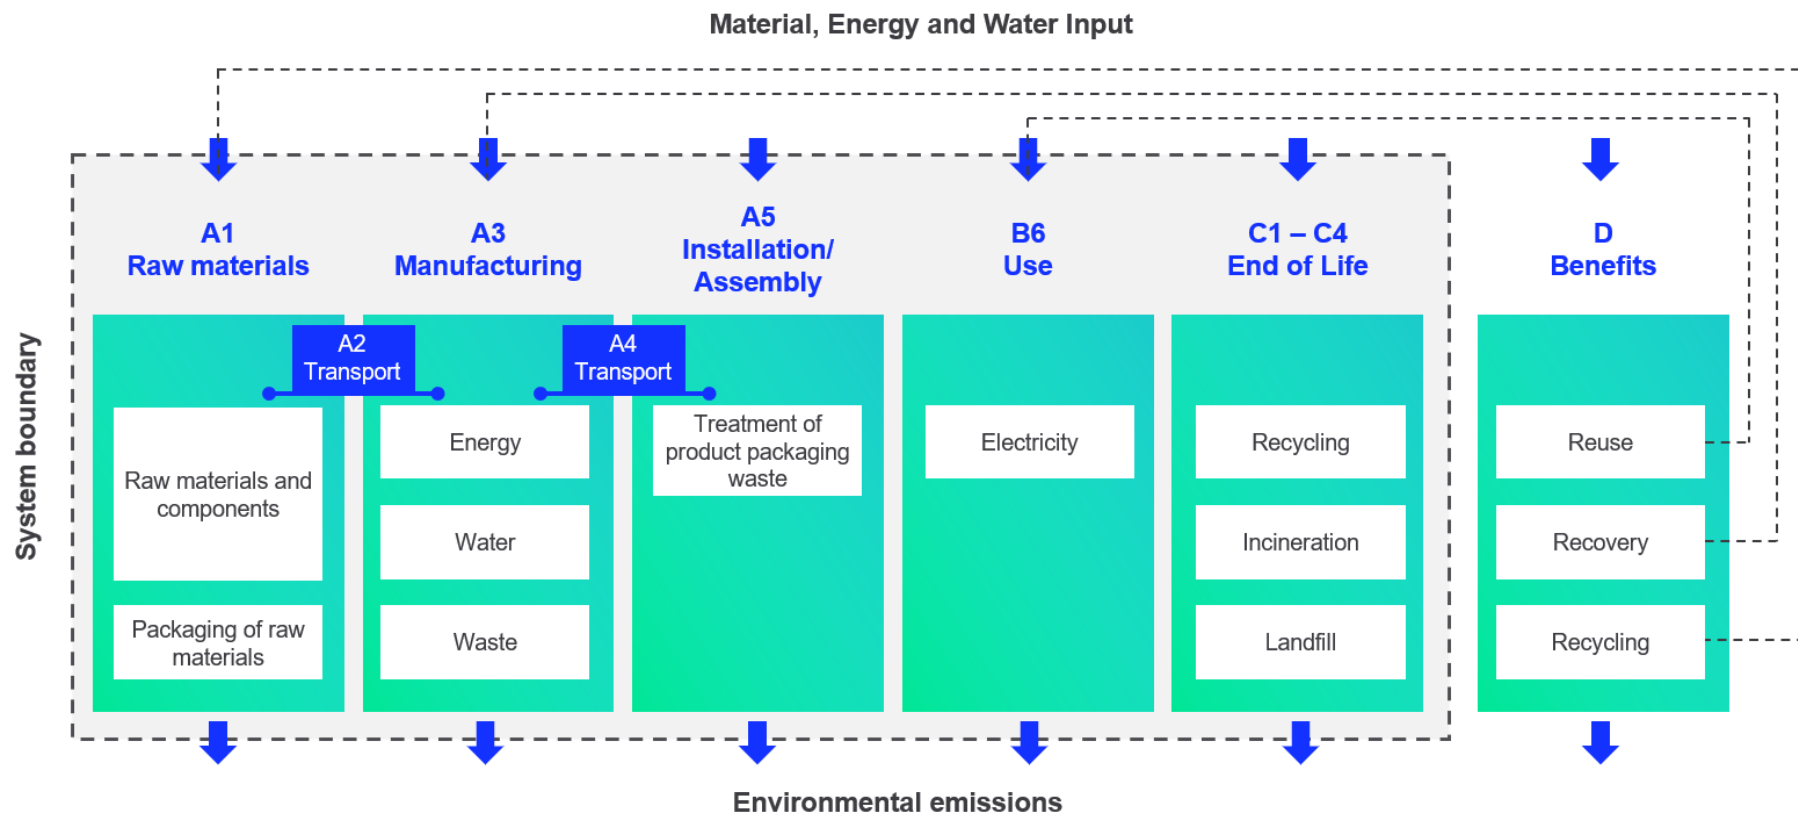 Material, Energy and Water Input
System boundary
A1
Raw materials
A3
Manufacturing
A5
Installation/
Assembly
B6
Use
C1 – C4
End of Life
D
Benefits
A2
Transport
A4
Transport
Raw materials and
components
Packaging of raw
materials
Energy
Water
Waste
Treatment of
product packaging
waste
Electricity
Recycling
Incineration
Landfill
Reuse
Recovery
Recycling
Environmental emissions